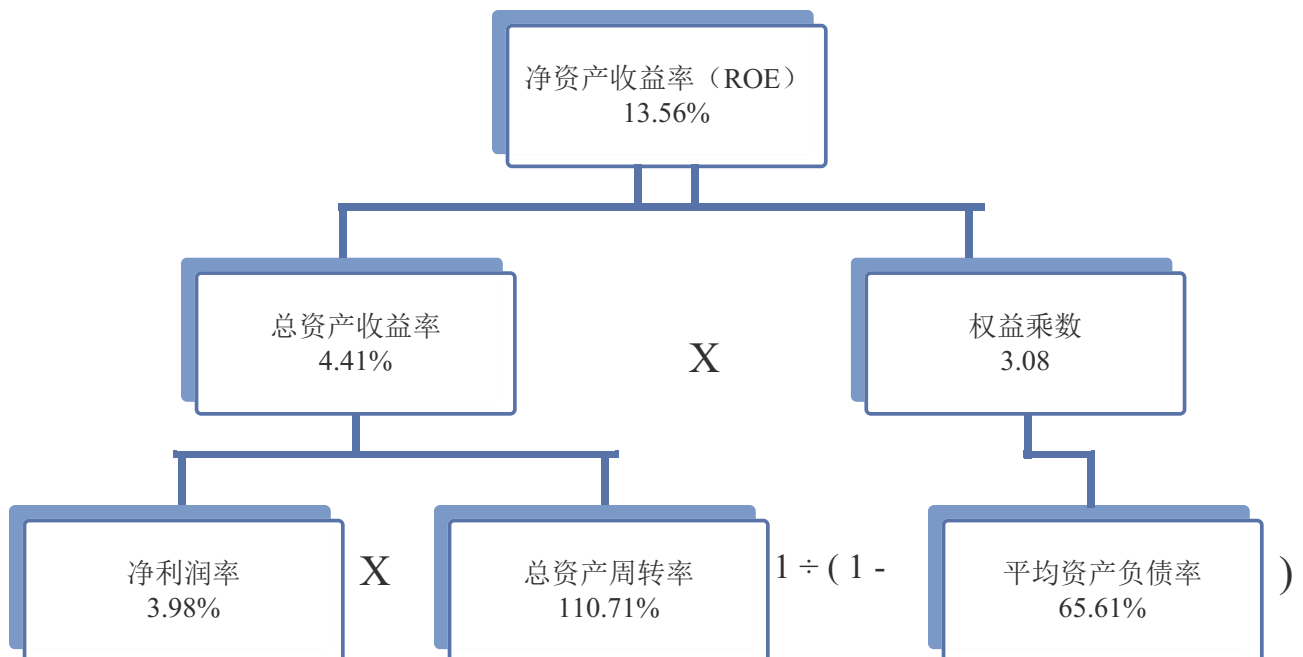 净资产收益率（ROE）
13.56%
总资产收益率
4.41%
X
权益乘数
3.08
净利润率
3.98%
X
总资产周转率
110.71%
1 ÷ ( 1 -
平均资产负债率
65.61%
)